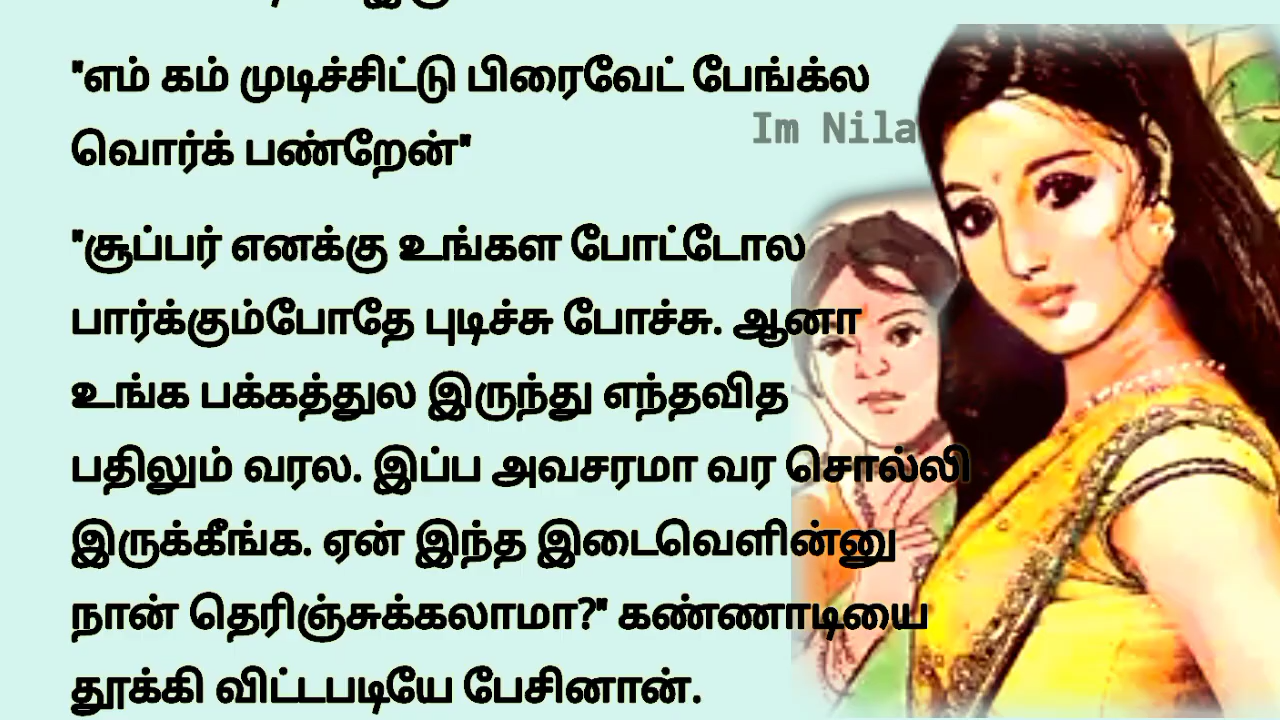 "எம் கம் முடிச்சிட்டு பிரைவேட் பேங்க்ல
வொர்க் பண்றேன்"
Im Nila
"சூப்பர் எனக்கு உங்கள போட்டோல
பார்க்கும்போதே புடிச்சு போச்சு. ஆனா
உங்க பக்கத்துல இருந்து எந்தவித
பதிலும் வரல. இப்ப அவசரமா வர சொல்லி
இருக்கீங்க. ஏன் இந்த இடைவெளின்னு
நான் தெரிஞ்சுக்கலாமா?" கண்ணாடியை
தூக்கி விட்டபடியே பேசினான்.